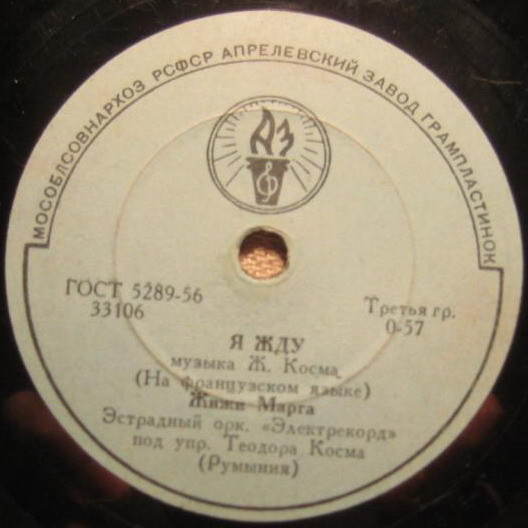 МОСОБЛСОВНАРХОЗ РСФСР АПРЕЛЕВСКИЙ ЗАВОД ГРАМПЛАСТИНОК
АЗ
ГОСТ 5289-56
33106
Третья гр.
0-57
Я ЖДУ
музыка Ж. Косма
(На французском языке)
Жижи Марга
Эстрадный орк. «Электрекорд»
под упр. Теодора Косма
(Румыния)